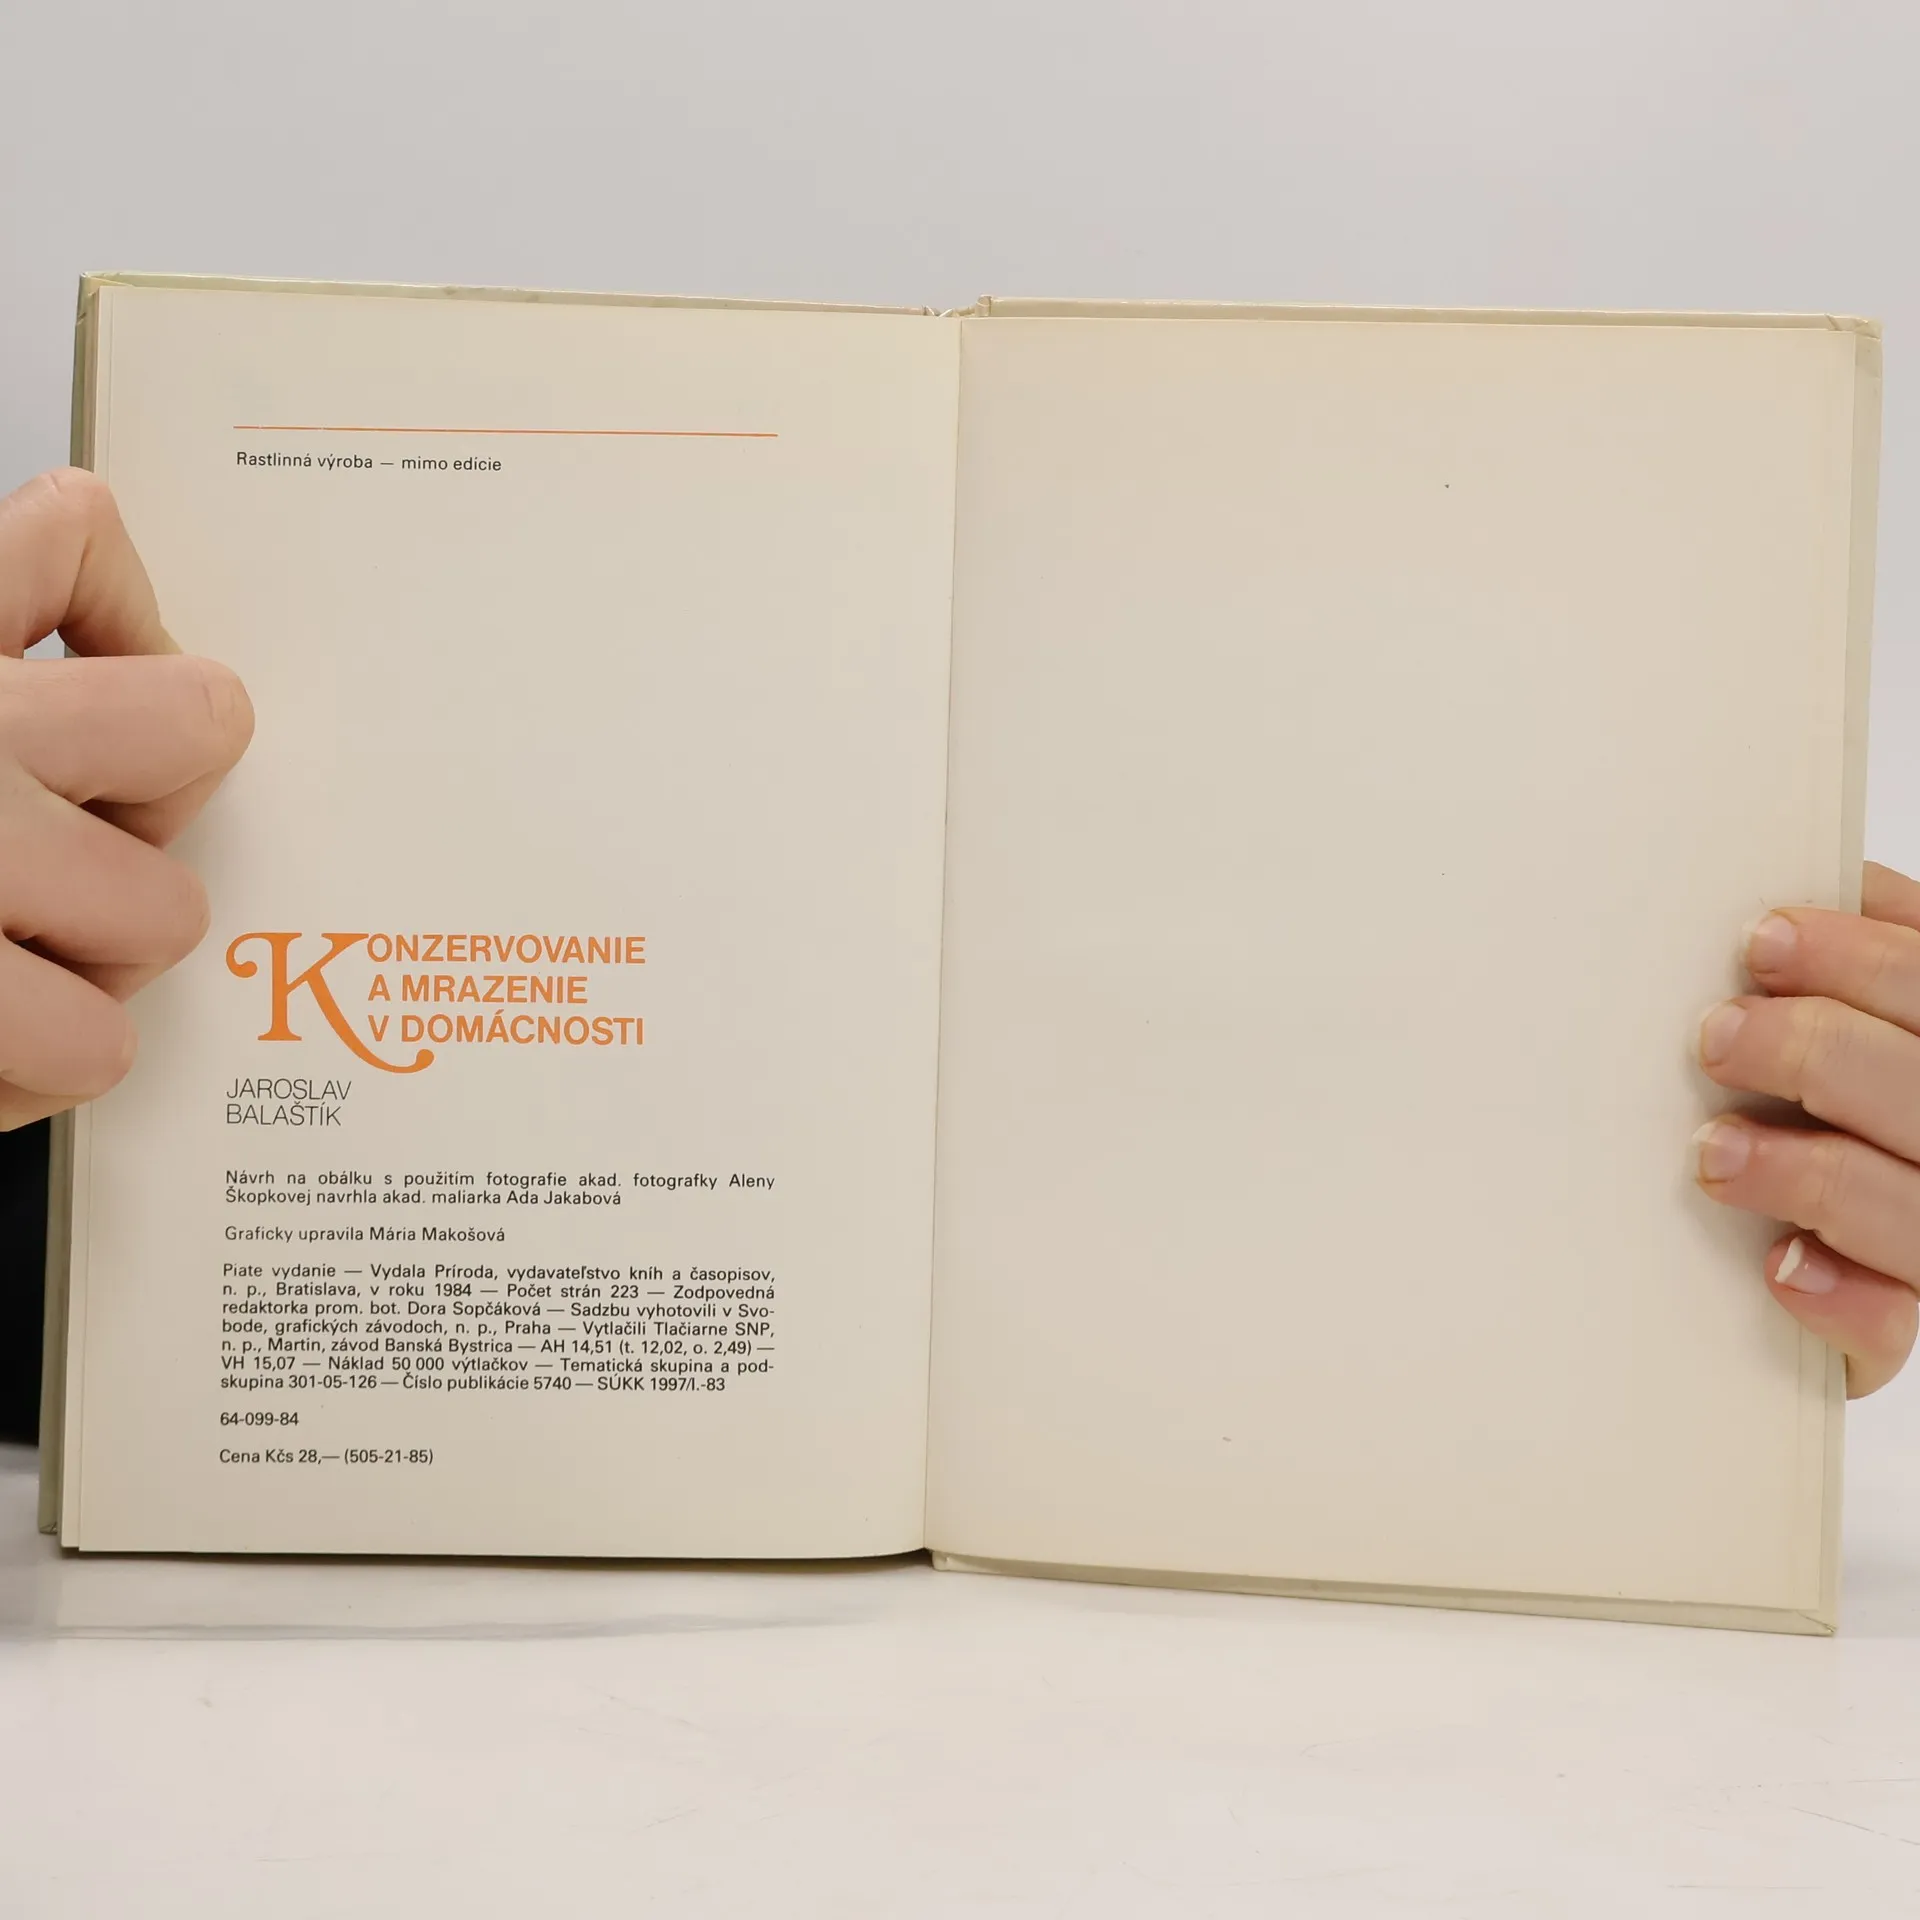 Rastlinná výroba — mimo edície
KONZERVOVANIE
A MRAZENIE
V DOMÁCNOSTI
JAROSLAV
BALAŠTÍK
Návrh na obálku s použitím fotografie akad. fotografky Aleny
Škopkovej navrhla akad. maliarka Ada Jakabová
Graficky upravila Mária Makošová
Piate vydanie — Vydala Príroda, vydavateľstvo kníh a časopisov,
n. p., Bratislava, v roku 1984 — Počet strán 223 — Zodpovedná
redaktorka prom. bot. Dora Sopčáková — Sadzbu vyhotovili v Svo-
bode, grafických závodoch, n. p., Praha — Vytlačili Tlačiarne SNP,
n. p., Martin, závod Banská Bystrica — AH 14,51 (t. 12,02, o. 2,49) —
VH 15,07 — Náklad 50 000 výtlačkov — Tematická skupina a pod-
skupina 301-05-126 — Číslo publikácie 5740 — SÚKK 1997/I.-83
64-099-84
Cena Kčs 28,— (505-21-85)